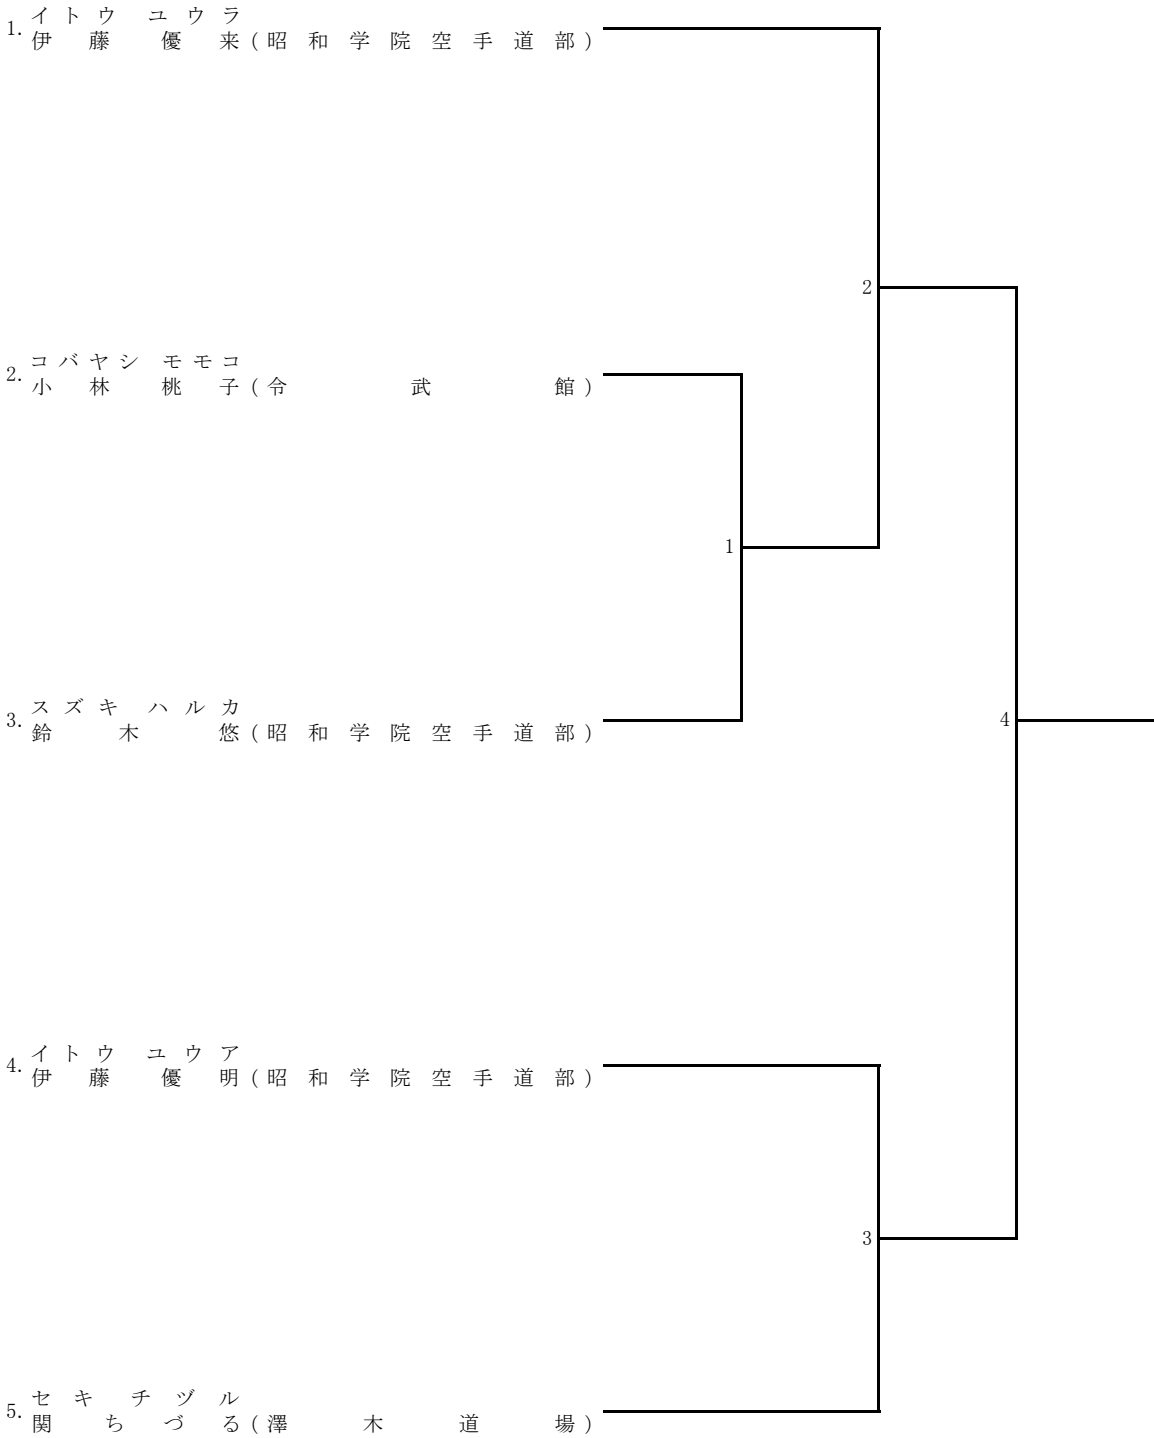 イトウ ユウラ
1. 伊藤 優来(昭和学院空手道部)
2
コバヤシ モモコ
2. 小林 桃子(令武館)
1
スズキ ハルカ
3. 鈴木 悠(昭和学院空手道部)
4
イトウ ユウア
4. 伊藤 優明(昭和学院空手道部)
3
セキ チヅル
5. 関 ちづる(澤木道場)